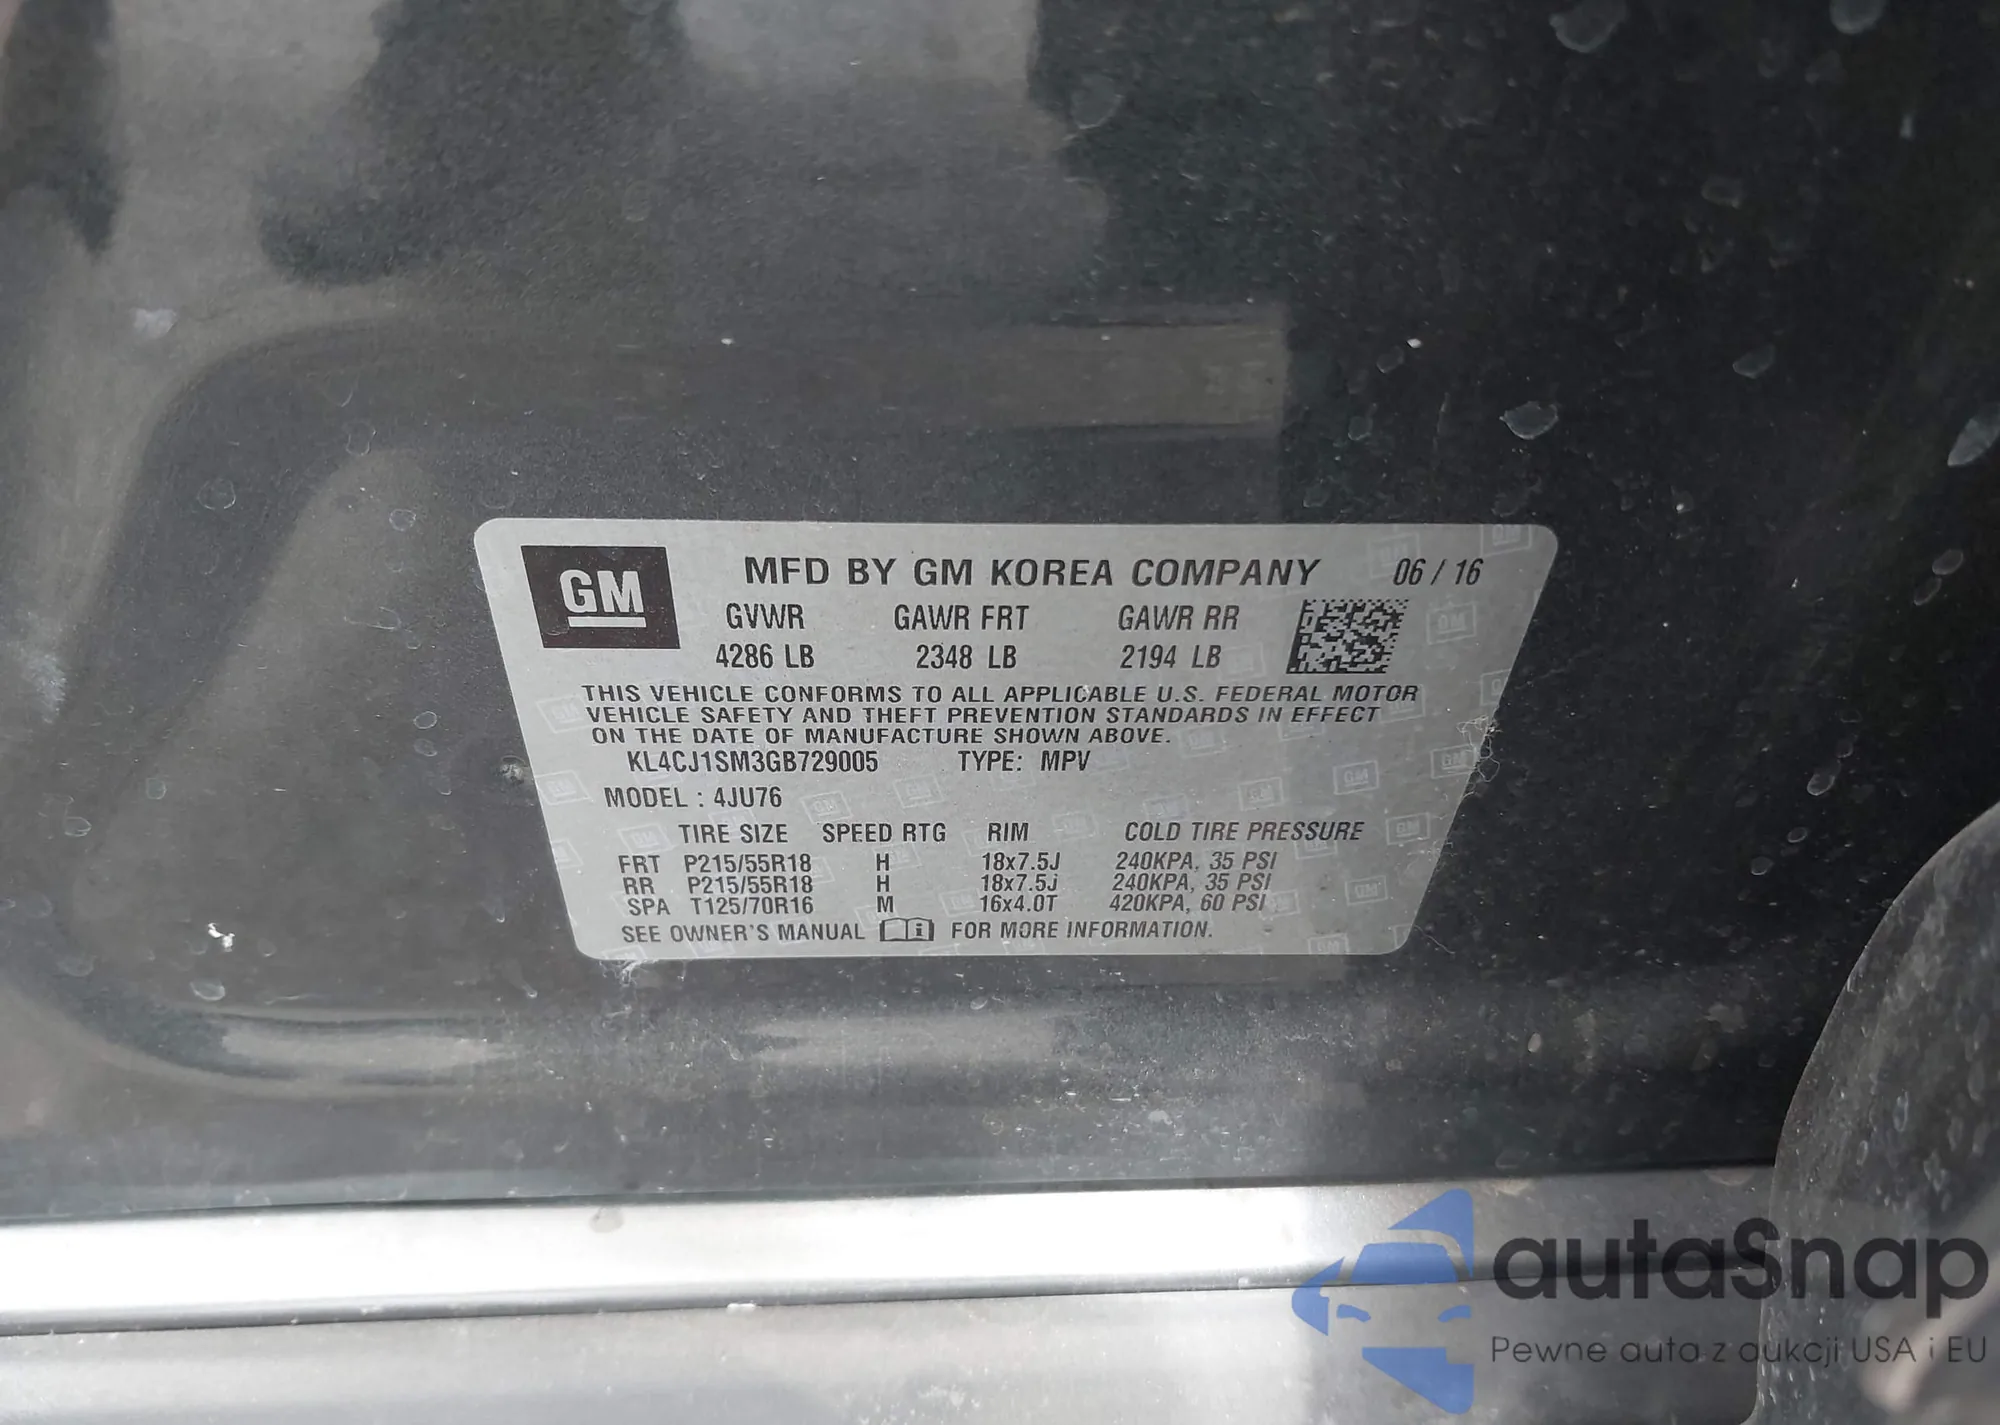 GM
MFD BY GM KOREA COMPANY 06 / 16
GVWR GAWR FRT GAWR RR
4286 LB 2348 LB 2194 LB
THIS VEHICLE CONFORMS TO ALL APPLICABLE U.S. FEDERAL MOTOR
VEHICLE SAFETY AND THEFT PREVENTION STANDARDS IN EFFECT
ON THE DATE OF MANUFACTURE SHOWN ABOVE.
KL4CJ1SM3GB729005 TYPE: MPV
MODEL : 4JU76
TIRE SIZE SPEED RTG RIM COLD TIRE PRESSURE
FRT P215/55R18 H 18x7.5J 240KPA, 35 PSI
RR P215/55R18 H 18x7.5J 240KPA, 35 PSI
SPA T125/70R16 M 16x4.0T 420KPA, 60 PSI
SEE OWNER'S MANUAL i FOR MORE INFORMATION.
autaSnap
Pewne auta z aukcji USA i EU